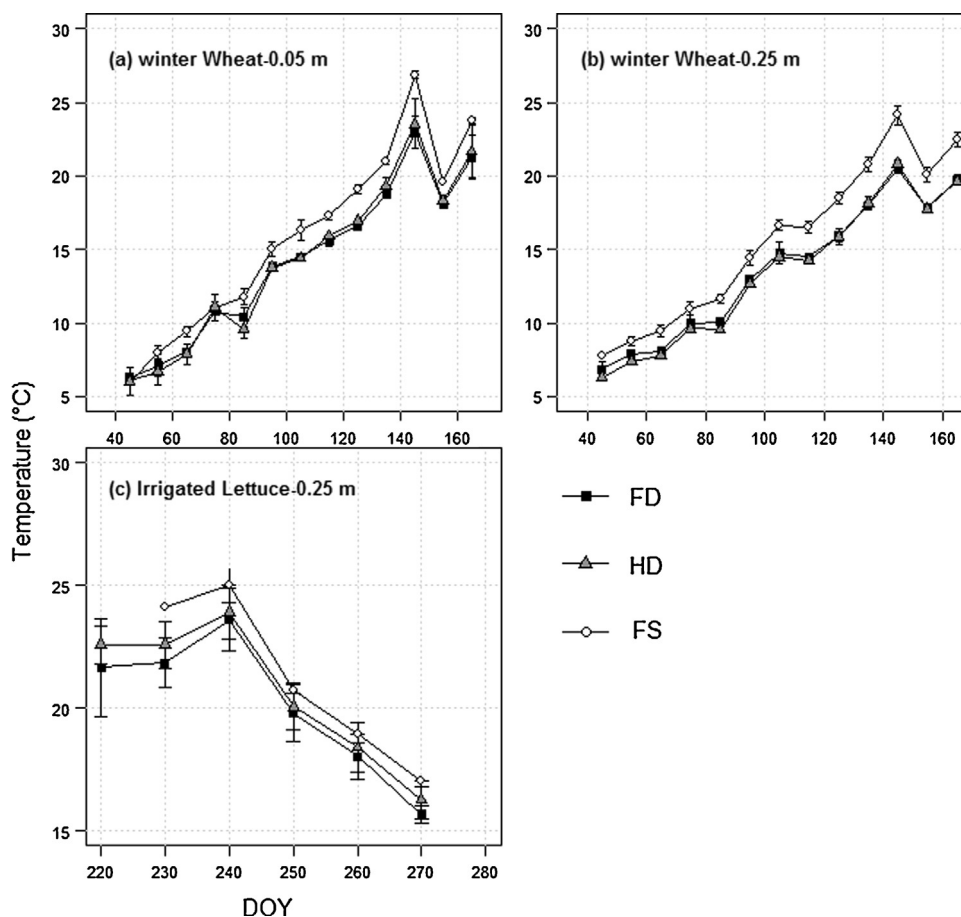 (a) winter Wheat-0.05 m
30
25
20
15
10
5
40 60 80 100 120 140 160
(b) winter Wheat-0.25 m
30
25
20
15
10
5
40 60 80 100 120 140 160
Temperature (°C)
(c) Irrigated Lettuce-0.25 m
30
25
20
15
220 230 240 250 260 270 280
DOY
FD
HD
FS